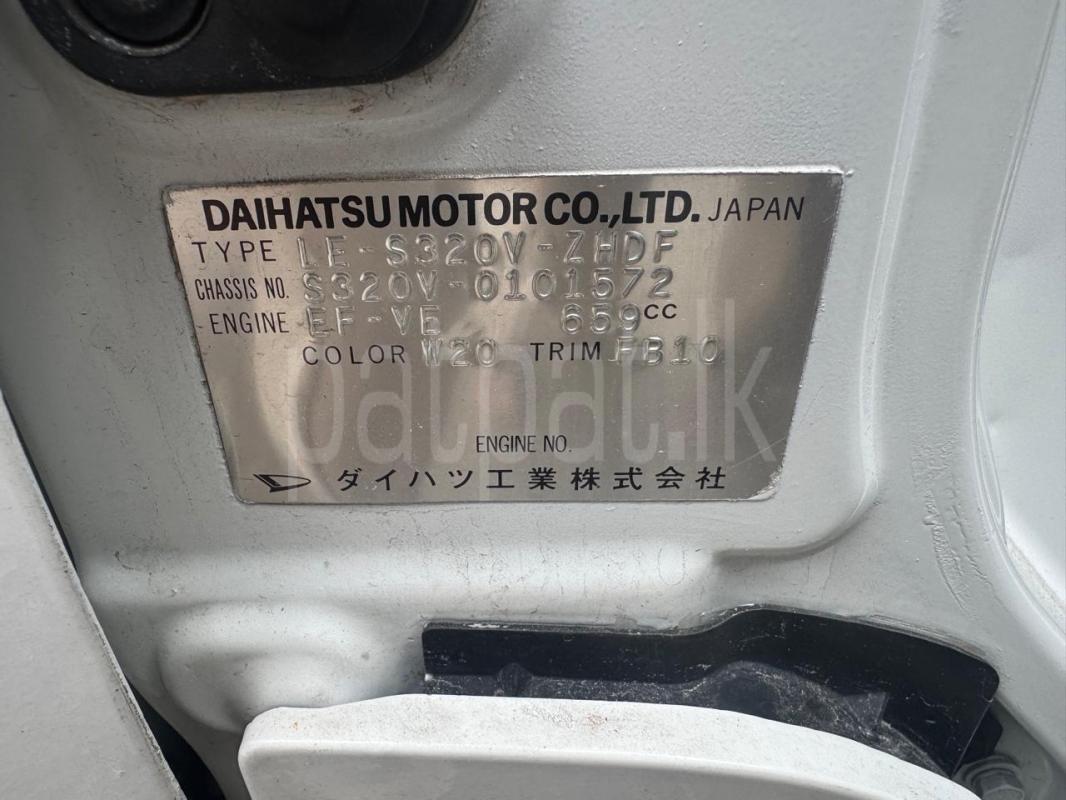 DAIHATSU MOTOR CO.,LTD. JAPAN
TYPE LE-S320V-ZHDF
CHASSIS NO. S320V-0101572
ENGINE EF-VE 659CC
COLOR W20 TRIM FB10
patpat.lk
ENGINE NO.
ダイハツ工業株式会社